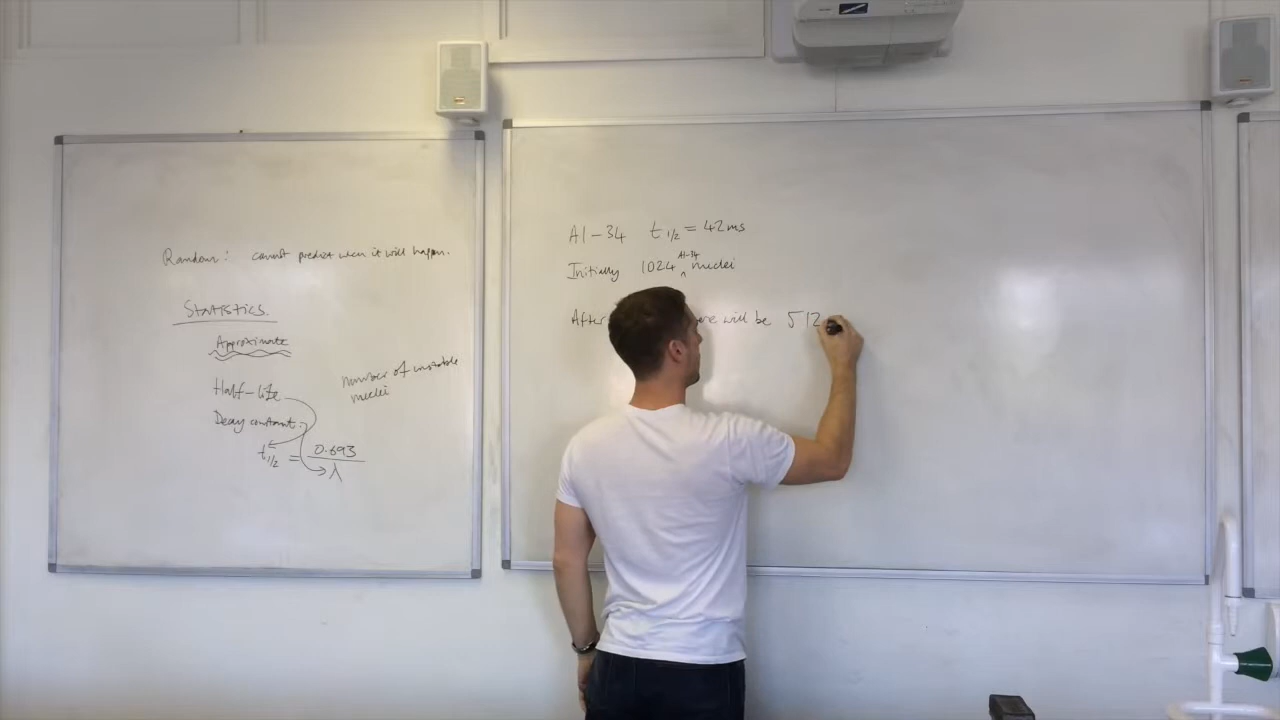 Random: cannot predict when it will happen.
Statistics.
Approximate
Half-life
number of unstable
nuclei
Decay constant.
t1/2 = 0.693
λ
Al-34 t1/2 = 42ms
Al-34
Initially 1024 ^ nuclei
After ere will be 512